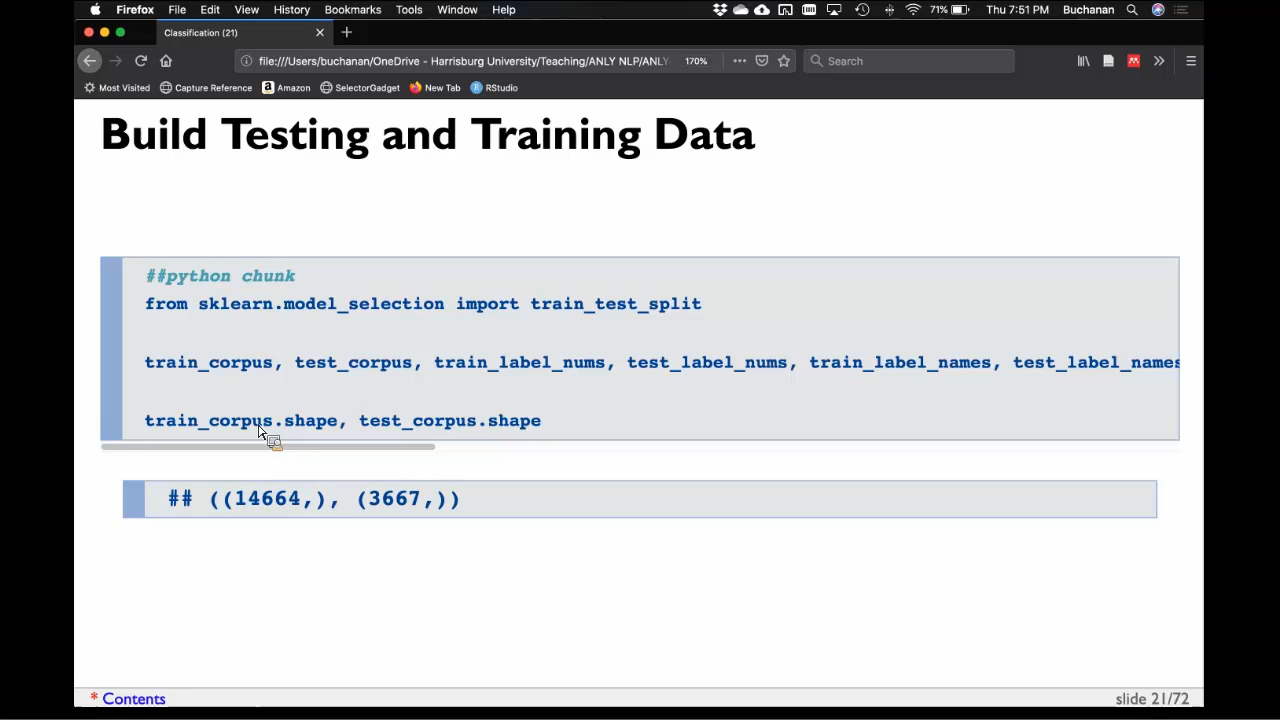 Firefox File Edit View History Bookmarks Tools Window Help 71% Thu 7:51 PM Buchanan
Classification (21)
file:///Users/buchanan/OneDrive - Harrisburg University/Teaching/ANLY NLP/ANLY 170% Search
Most Visited Capture Reference Amazon SelectorGadget New Tab RStudio
Build Testing and Training Data
##python chunk
from sklearn.model_selection import train_test_split
train_corpus, test_corpus, train_label_nums, test_label_nums, train_label_names, test_label_names
train_corpus.shape, test_corpus.shape
## ((14664,), (3667,))
* Contents
slide 21/72